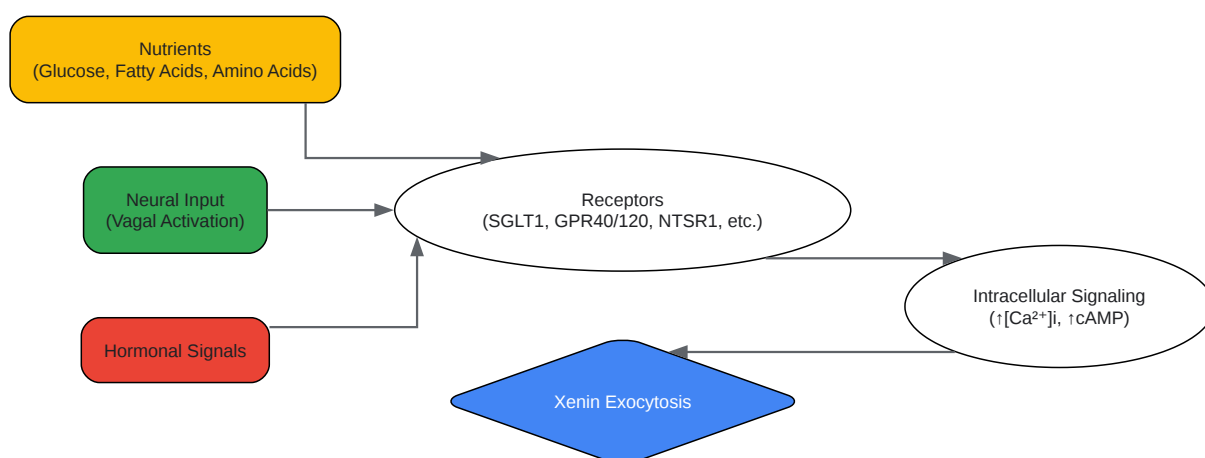 Nutrients
(Glucose, Fatty Acids, Amino Acids)
Neural Input
(Vagal Activation)
Receptors
(SGLT1, GPR40/120, NTSR1, etc.)
Hormonal Signals
Intracellular Signaling
(↑[Ca²⁺]i, ↑cAMP)
Xenin Exocytosis